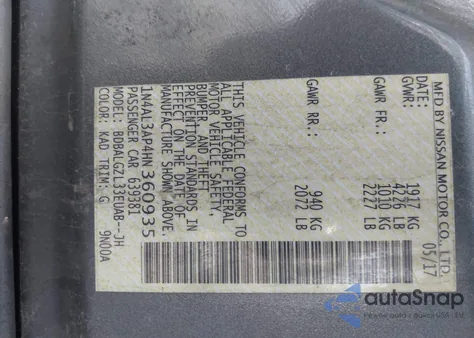 MFD BY NISSAN MOTOR CO., LTD.
DATE: 05/17
GVWR: 1917 KG
4226 LB
GAWR FR.: 1010 KG
2227 LB
GAWR RR.: 940 KG
2072 LB
THIS VEHICLE CONFORMS TO
ALL APPLICABLE FEDERAL
MOTOR VEHICLE SAFETY,
BUMPER, AND THEFT
PREVENTION STANDARDS IN
EFFECT ON THE DATE OF
MANUFACTURE SHOWN ABOVE.
1N4AL3AP4HN360935
PASSENGER CAR 639381
MODEL: BDBALGZL33EUAB--JH
COLOR: KAD TRIM: G 9N00A
autoSnap